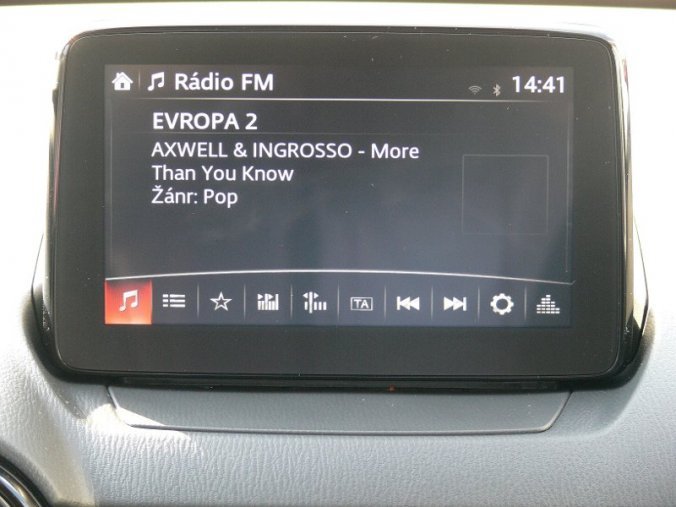 Rádio FM
14:41
EVROPA 2
AXWELL & INGROSSO - More
Than You Know
Žánr: Pop
TA